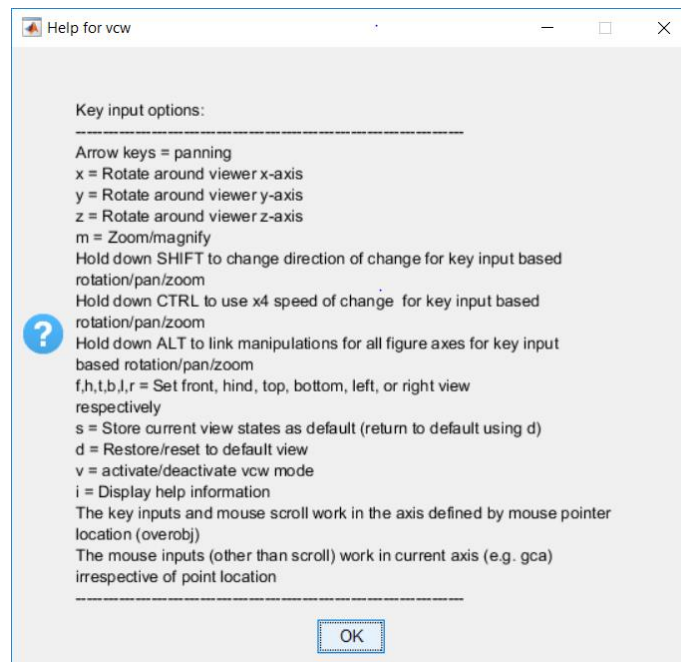 Help for vcw
Key input options:
----------------------------------------------------------------------
Arrow keys = panning
x = Rotate around viewer x-axis
y = Rotate around viewer y-axis
z = Rotate around viewer z-axis
m = Zoom/magnify
Hold down SHIFT to change direction of change for key input based
rotation/pan/zoom
Hold down CTRL to use x4 speed of change  for key input based
rotation/pan/zoom
Hold down ALT to link manipulations for all figure axes for key input
based rotation/pan/zoom
f,h,t,b,l,r = Set front, hind, top, bottom, left, or right view
respectively
s = Store current view states as default (return to default using d)
d = Restore/reset to default view
v = activate/deactivate vcw mode
i = Display help information
The key inputs and mouse scroll work in the axis defined by mouse pointer
location (overobj)
The mouse inputs (other than scroll) work in current axis (e.g. gca)
irrespective of point location
----------------------------------------------------------------------
OK